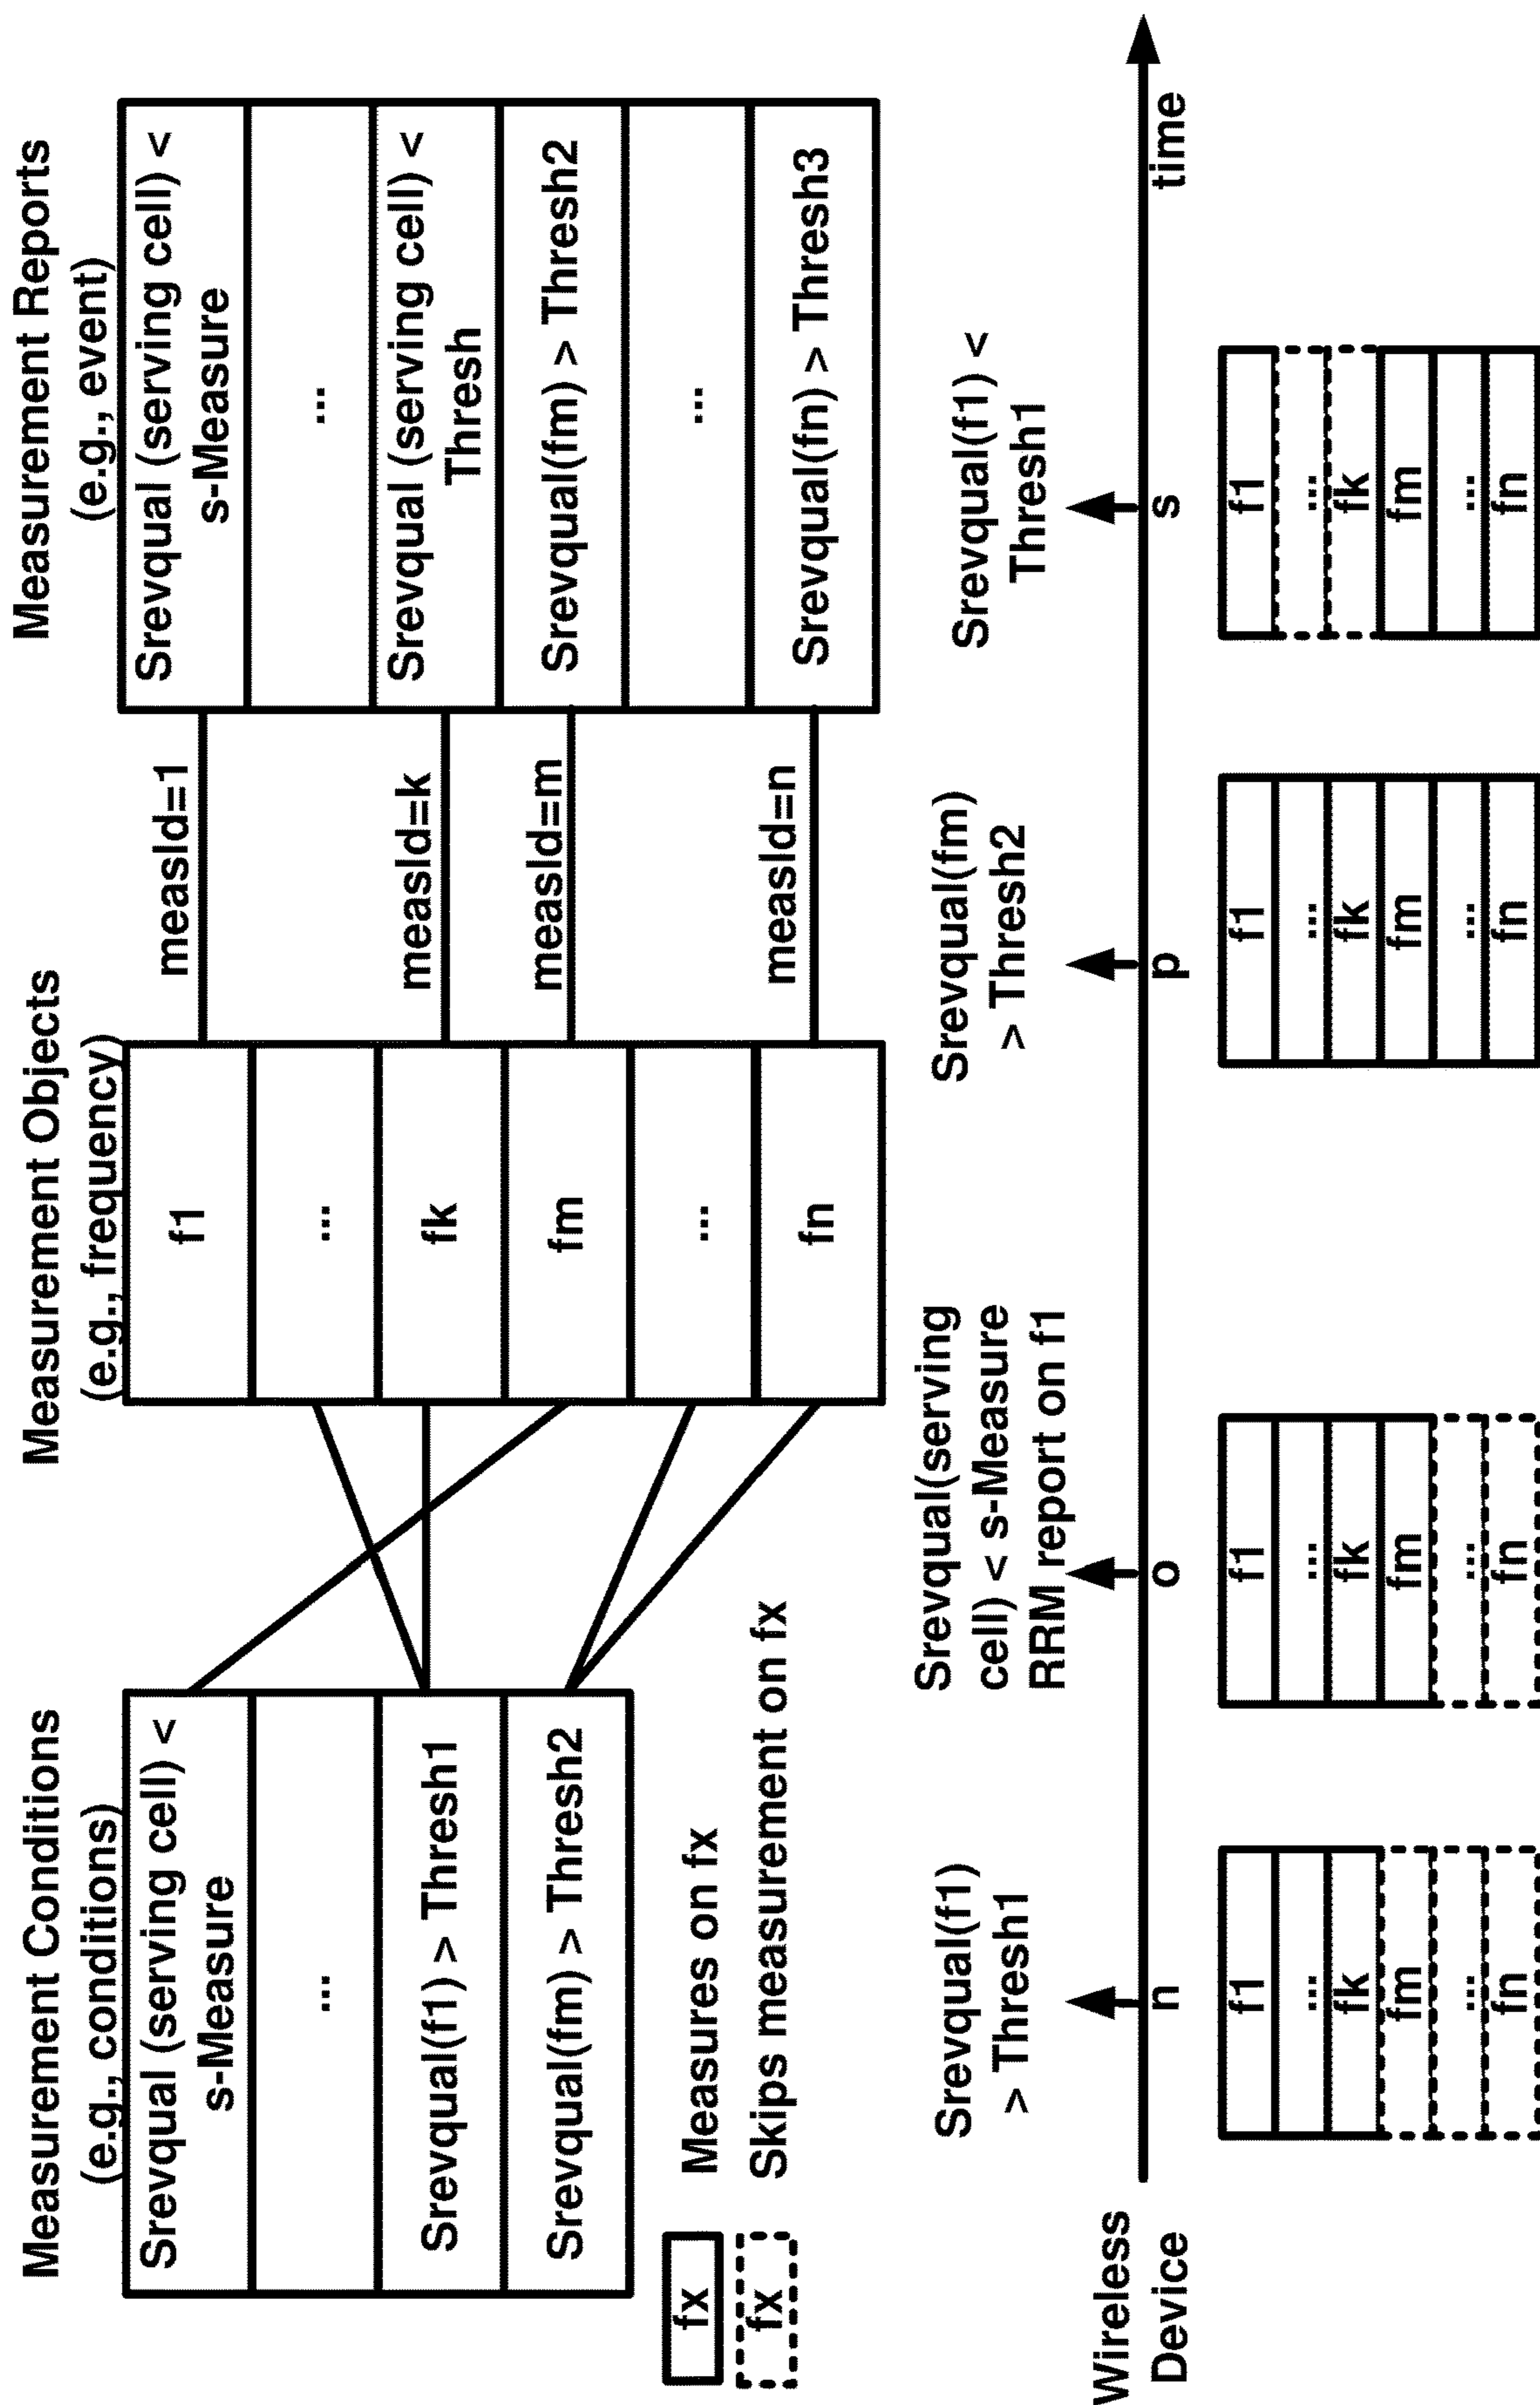 Measurement Conditions
(e.g., conditions)
Srevqual (serving cell) <
s-Measure
...
Srevqual(f1) > Thresh1
Srevqual(fm) > Thresh2
Measurement Objects
(e.g., frequency)
f1
...
fk
fm
...
fn
measId=1
measId=k
measId=m
measId=n
Measurement Reports
(e.g., event)
Srevqual (serving cell) <
s-Measure
...
Srevqual (serving cell) <
Thresh
Srevqual(fm) > Thresh2
...
Srevqual(fn) > Thresh3
fx
Measures on fx
fx
Skips measurement on fx
Srevqual(f1)
> Thresh1
Srevqual(serving
cell) < s-Measure
RRM report on f1
Srevqual(fm)
> Thresh2
Srevqual(f1) <
Thresh1
Wireless
Device
n
o
p
s
time
f1
...
fk
fm
...
fn
f1
...
fk
fm
...
fn
f1
...
fk
fm
...
fn
f1
...
fk
fm
...
fn